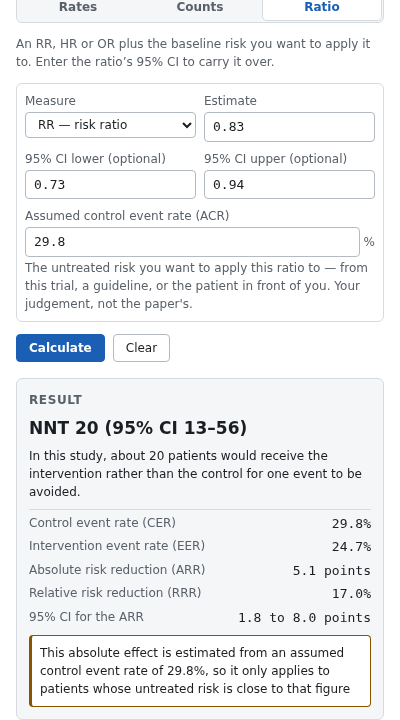 Rates Counts Ratio
An RR, HR or OR plus the baseline risk you want to apply it
to. Enter the ratio’s 95% CI to carry it over.
Measure Estimate
RR — risk ratio 0.83
95% CI lower (optional) 95% CI upper (optional)
0.73 0.94
Assumed control event rate (ACR)
29.8 %
The untreated risk you want to apply this ratio to — from
this trial, a guideline, or the patient in front of you. Your
judgement, not the paper's.
Calculate Clear
RESULT
NNT 20 (95% CI 13–56)
In this study, about 20 patients would receive the
intervention rather than the control for one event to be
avoided.
Control event rate (CER) 29.8%
Intervention event rate (EER) 24.7%
Absolute risk reduction (ARR) 5.1 points
Relative risk reduction (RRR) 17.0%
95% CI for the ARR 1.8 to 8.0 points
This absolute effect is estimated from an assumed
control event rate of 29.8%, so it only applies to
patients whose untreated risk is close to that figure